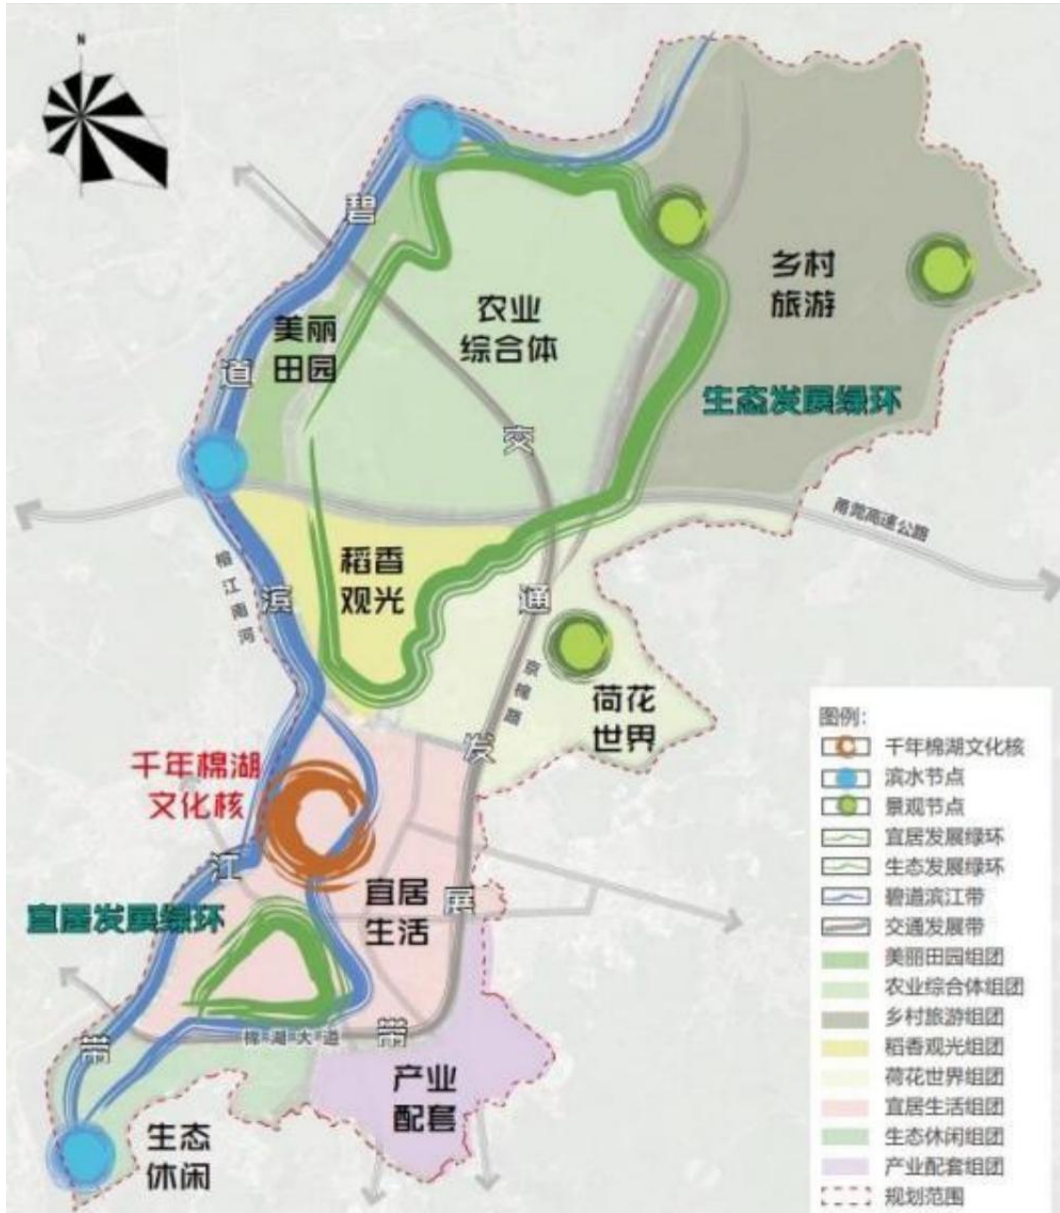 N
碧
道
滨
江
带
美丽
田园
农业
综合体
乡村
旅游
生态发展绿环
交
通
发
展
带
甬莞高速公路
榕江南河
稻香
观光
京棉路
荷花
世界
千年棉湖
文化核
宜居
生活
宜居发展绿环
棉湖大道
产业
配套
生态
休闲
图例:
千年棉湖文化核
滨水节点
景观节点
宜居发展绿环
生态发展绿环
碧道滨江带
交通发展带
美丽田园组团
农业综合体组团
乡村旅游组团
稻香观光组团
荷花世界组团
宜居生活组团
生态休闲组团
产业配套组团
规划范围